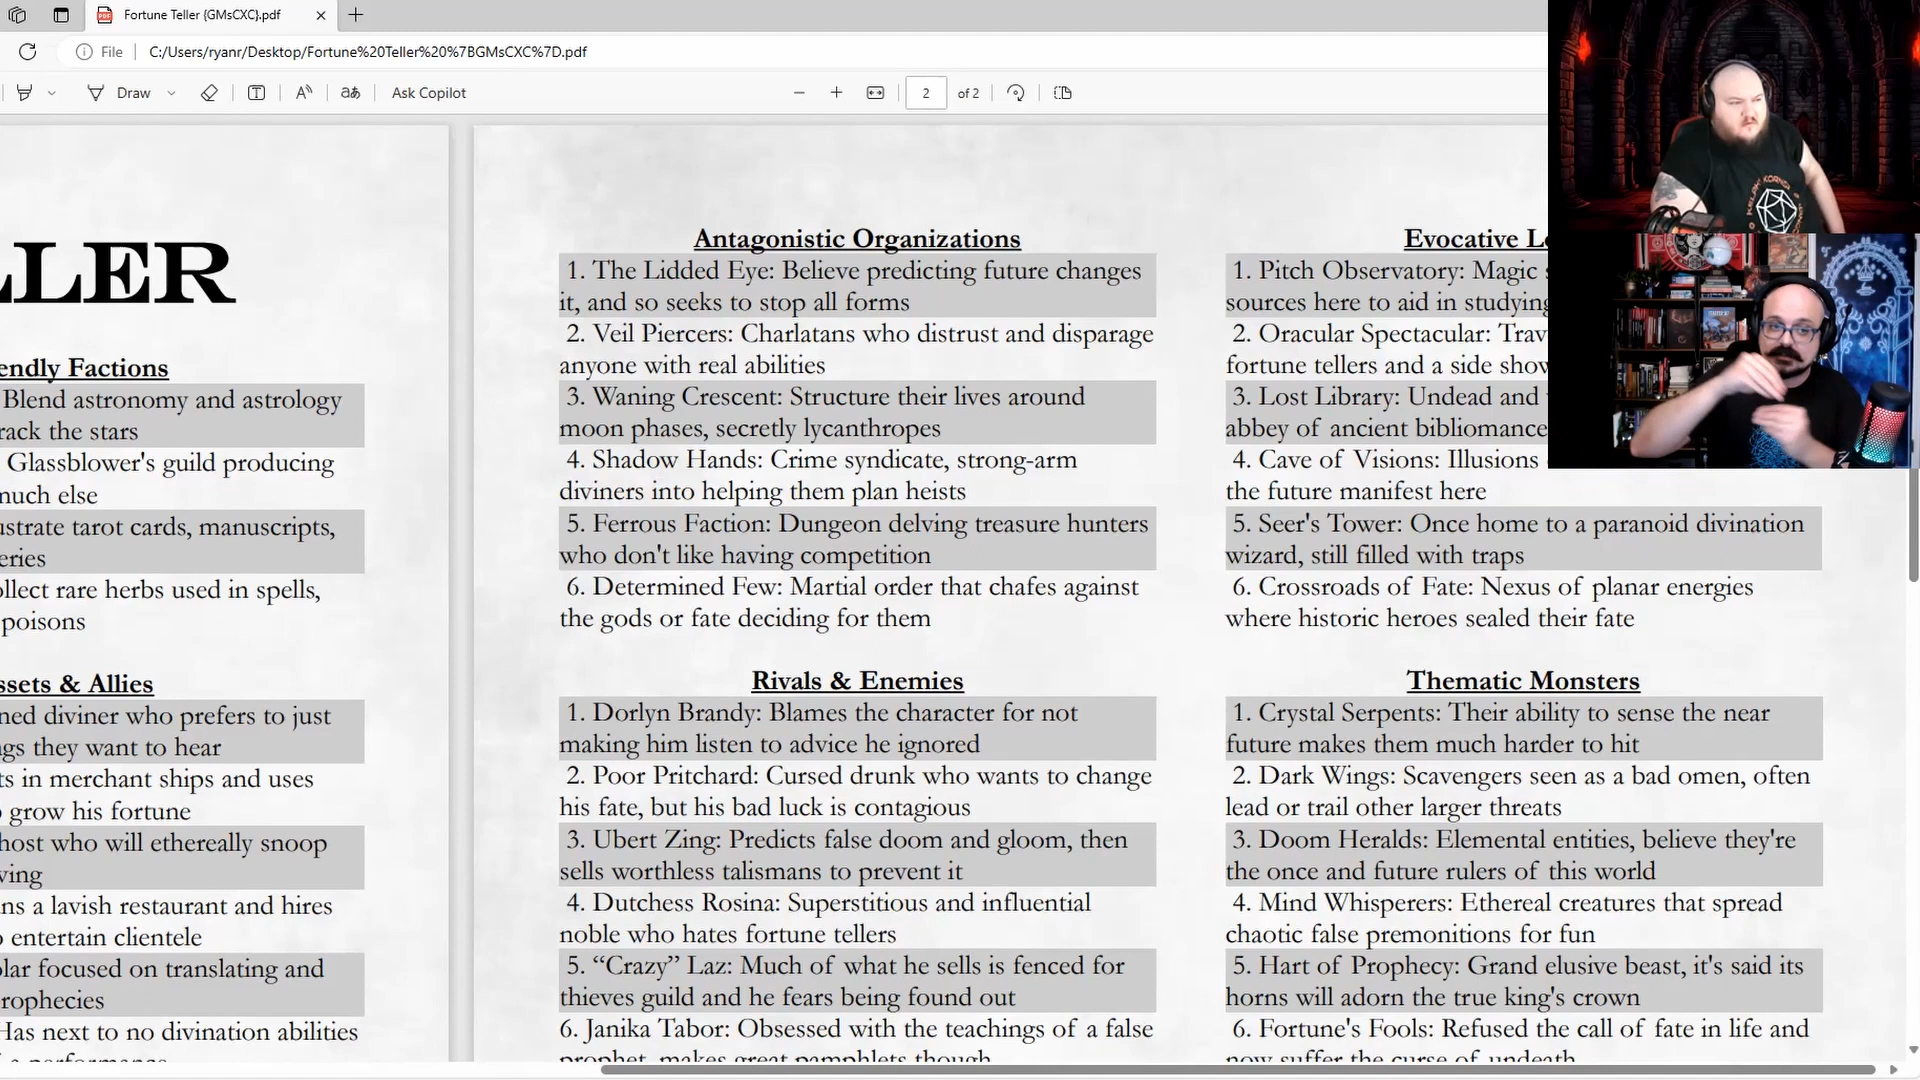 Fortune Teller {GMsCXC}.pdf
File
C:/Users/ryanr/Desktop/Fortune%20Teller%20%7BGMsCXC%7D.pdf
Draw
Ask Copilot
2 of 2
LLER
endly Factions
Blend astronomy and astrology
rack the stars
Glassblower's guild producing
much else
ustrate tarot cards, manuscripts,
eries
ollect rare herbs used in spells,
poisons
ssets & Allies
ned diviner who prefers to just
ngs they want to hear
ts in merchant ships and uses
o grow his fortune
host who will ethereally snoop
wing
ns a lavish restaurant and hires
o entertain clientele
olar focused on translating and
rophecies
Has next to no divination abilities
performance
Antagonistic Organizations
1. The Lidded Eye: Believe predicting future changes
it, and so seeks to stop all forms
2. Veil Piercers: Charlatans who distrust and disparage
anyone with real abilities
3. Waning Crescent: Structure their lives around
moon phases, secretly lycanthropes
4. Shadow Hands: Crime syndicate, strong-arm
diviners into helping them plan heists
5. Ferrous Faction: Dungeon delving treasure hunters
who don't like having competition
6. Determined Few: Martial order that chafes against
the gods or fate deciding for them
Rivals & Enemies
1. Dorlyn Brandy: Blames the character for not
making him listen to advice he ignored
2. Poor Pritchard: Cursed drunk who wants to change
his fate, but his bad luck is contagious
3. Ubert Zing: Predicts false doom and gloom, then
sells worthless talismans to prevent it
4. Dutchess Rosina: Superstitious and influential
noble who hates fortune tellers
5. “Crazy” Laz: Much of what he sells is fenced for
thieves guild and he fears being found out
6. Janika Tabor: Obsessed with the teachings of a false
prophet, makes great pamphlets though
Evocative Lo
1. Pitch Observatory: Magic
sources here to aid in studying
2. Oracular Spectacular: Trav
fortune tellers and a side show
3. Lost Library: Undead and
abbey of ancient bibliomance
4. Cave of Visions: Illusions
the future manifest here
5. Seer's Tower: Once home to a paranoid divination
wizard, still filled with traps
6. Crossroads of Fate: Nexus of planar energies
where historic heroes sealed their fate
Thematic Monsters
1. Crystal Serpents: Their ability to sense the near
future makes them much harder to hit
2. Dark Wings: Scavengers seen as a bad omen, often
lead or trail other larger threats
3. Doom Heralds: Elemental entities, believe they're
the once and future rulers of this world
4. Mind Whisperers: Ethereal creatures that spread
chaotic false premonitions for fun
5. Hart of Prophecy: Grand elusive beast, it's said its
horns will adorn the true king's crown
6. Fortune's Fools: Refused the call of fate in life and
now suffer the curse of undeath